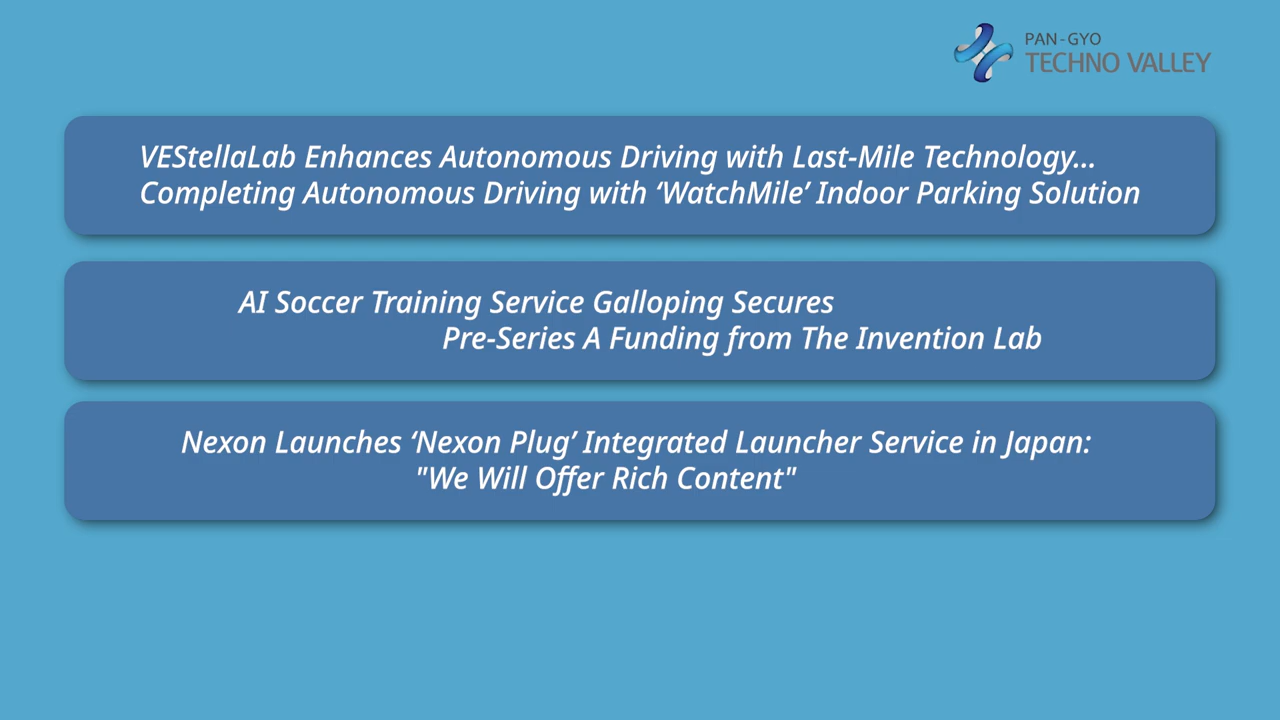 PAN-GYO
TECHNO VALLEY
VEStellaLab Enhances Autonomous Driving with Last-Mile Technology...
Completing Autonomous Driving with ‘WatchMile’ Indoor Parking Solution
AI Soccer Training Service Galloping Secures
Pre-Series A Funding from The Invention Lab
Nexon Launches ‘Nexon Plug’ Integrated Launcher Service in Japan:
"We Will Offer Rich Content"